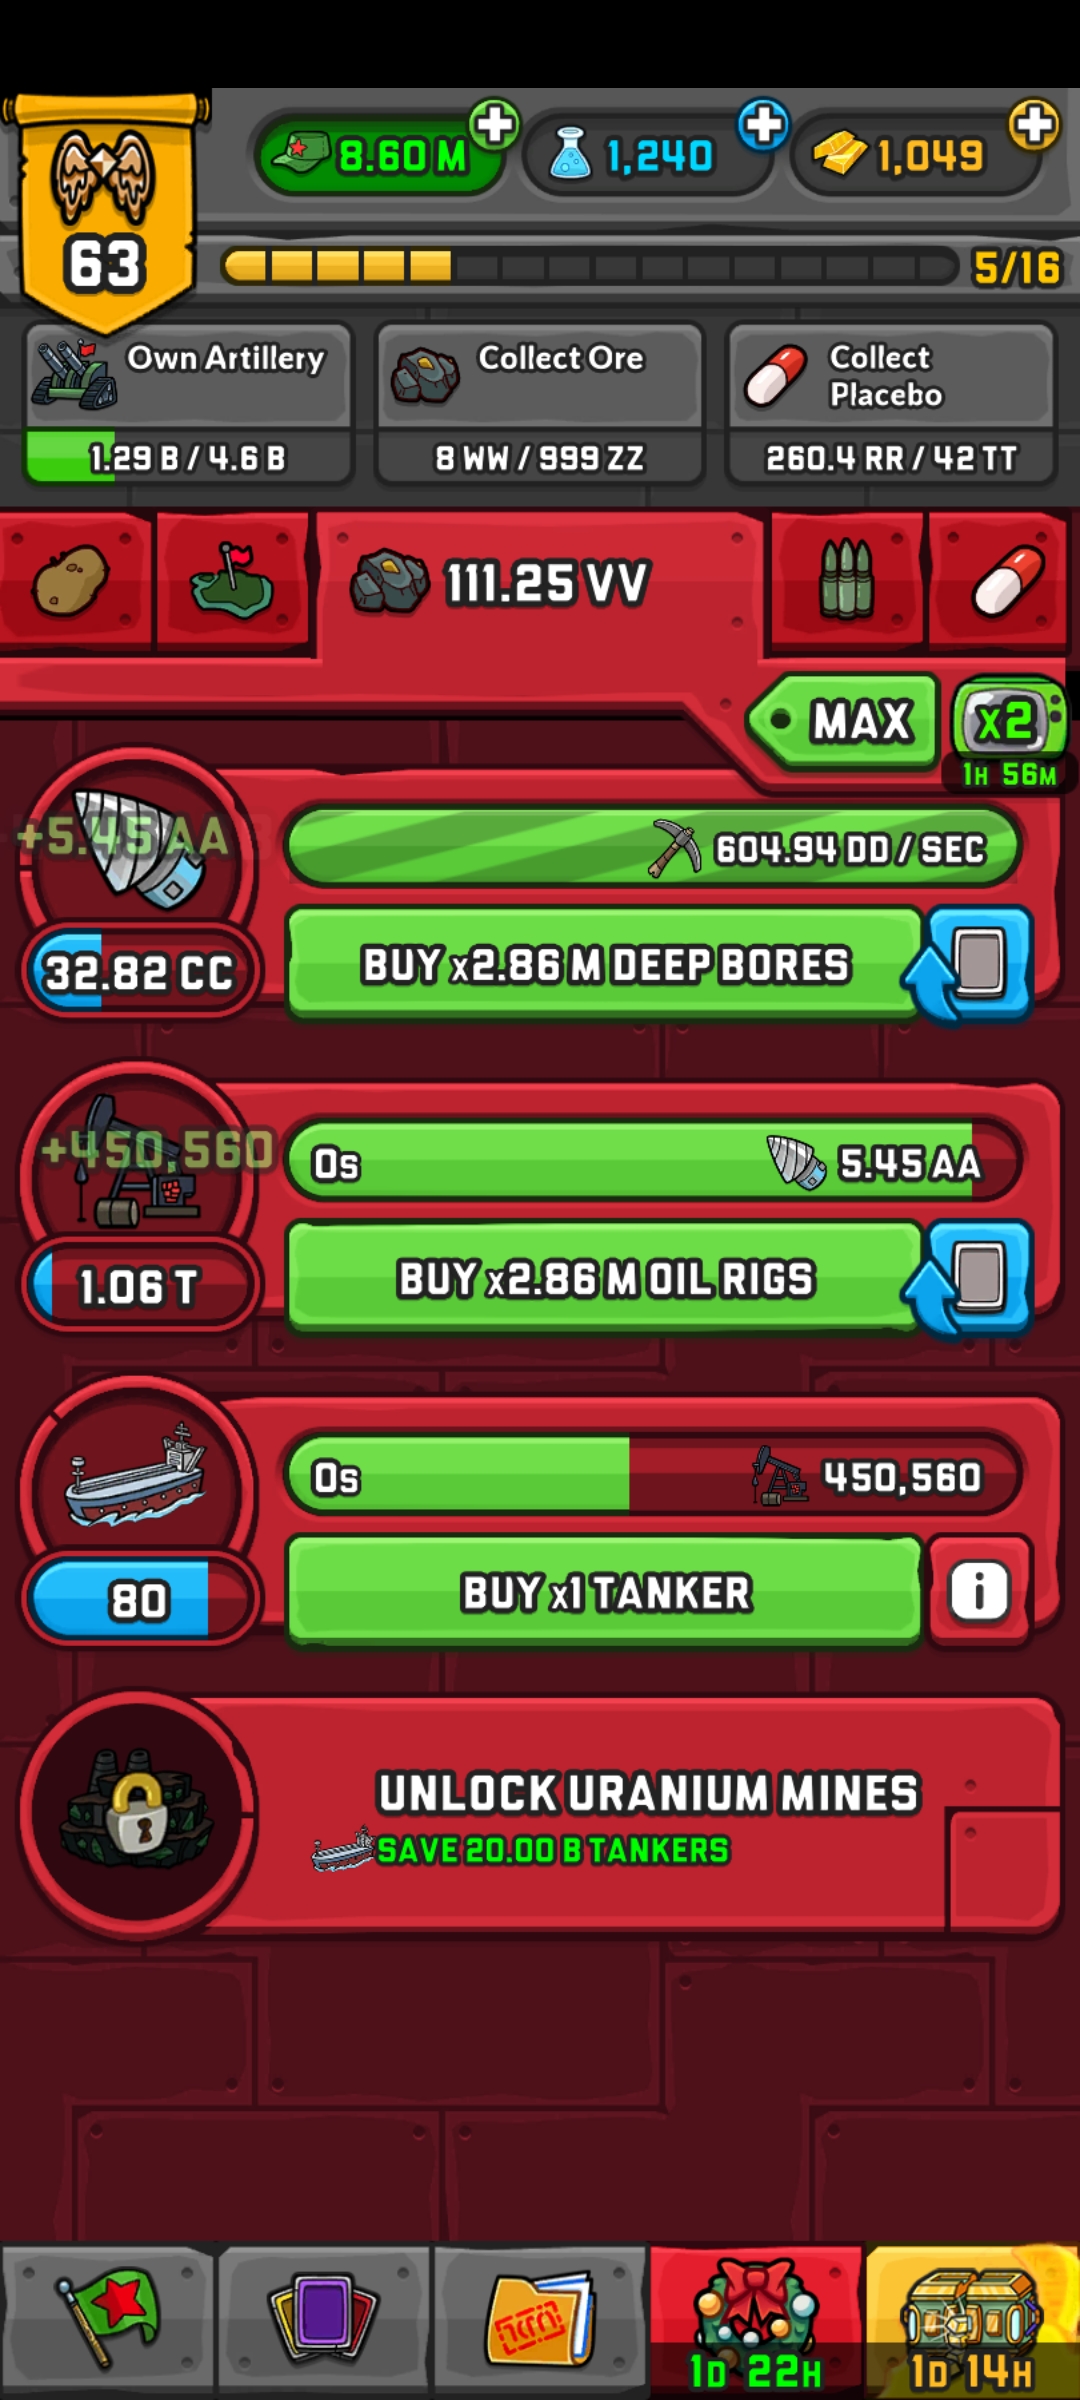 8.60 M
1,240
1,049
63
5/16
Own Artillery
1.29 B / 4.6 B
Collect Ore
8 WW / 999 ZZ
Collect
Placebo
260.4 RR / 42 TT
111.25 VV
MAX
x2
1H 56M
+5.45 AA
604.94 DD / SEC
32.82 CC
BUY x2.86 M DEEP BORES
+450,560
0s
5.45 AA
1.06 T
BUY x2.86 M OIL RIGS
0s
450,560
80
BUY x1 TANKER
i
UNLOCK URANIUM MINES
SAVE 20.00 B TANKERS
1D 22H
1D 14H